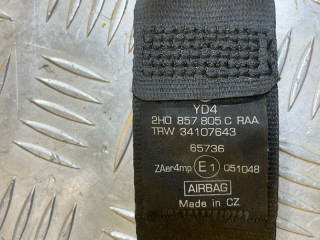 YD4
2H0 857 805 C RAA
TRW 34107643
65736
ZAer4mp E1 051048
AIRBAG
Made in CZ